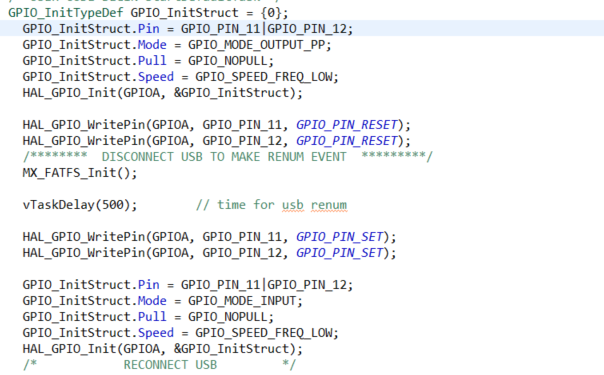 GPIO_InitTypeDef GPIO_InitStruct = {0};
GPIO_InitStruct.Pin = GPIO_PIN_11|GPIO_PIN_12;
GPIO_InitStruct.Mode = GPIO_MODE_OUTPUT_PP;
GPIO_InitStruct.Pull = GPIO_NOPULL;
GPIO_InitStruct.Speed = GPIO_SPEED_FREQ_LOW;
HAL_GPIO_Init(GPIOA, &GPIO_InitStruct);
HAL_GPIO_WritePin(GPIOA, GPIO_PIN_11, GPIO_PIN_RESET);
HAL_GPIO_WritePin(GPIOA, GPIO_PIN_12, GPIO_PIN_RESET);
/******** DISCONNECT USB TO MAKE RENUM EVENT *********/
MX_FATFS_Init();
vTaskDelay(500); // time for usb renum
HAL_GPIO_WritePin(GPIOA, GPIO_PIN_11, GPIO_PIN_SET);
HAL_GPIO_WritePin(GPIOA, GPIO_PIN_12, GPIO_PIN_SET);
GPIO_InitStruct.Pin = GPIO_PIN_11|GPIO_PIN_12;
GPIO_InitStruct.Mode = GPIO_MODE_INPUT;
GPIO_InitStruct.Pull = GPIO_NOPULL;
GPIO_InitStruct.Speed = GPIO_SPEED_FREQ_LOW;
HAL_GPIO_Init(GPIOA, &GPIO_InitStruct);
/* RECONNECT USB */